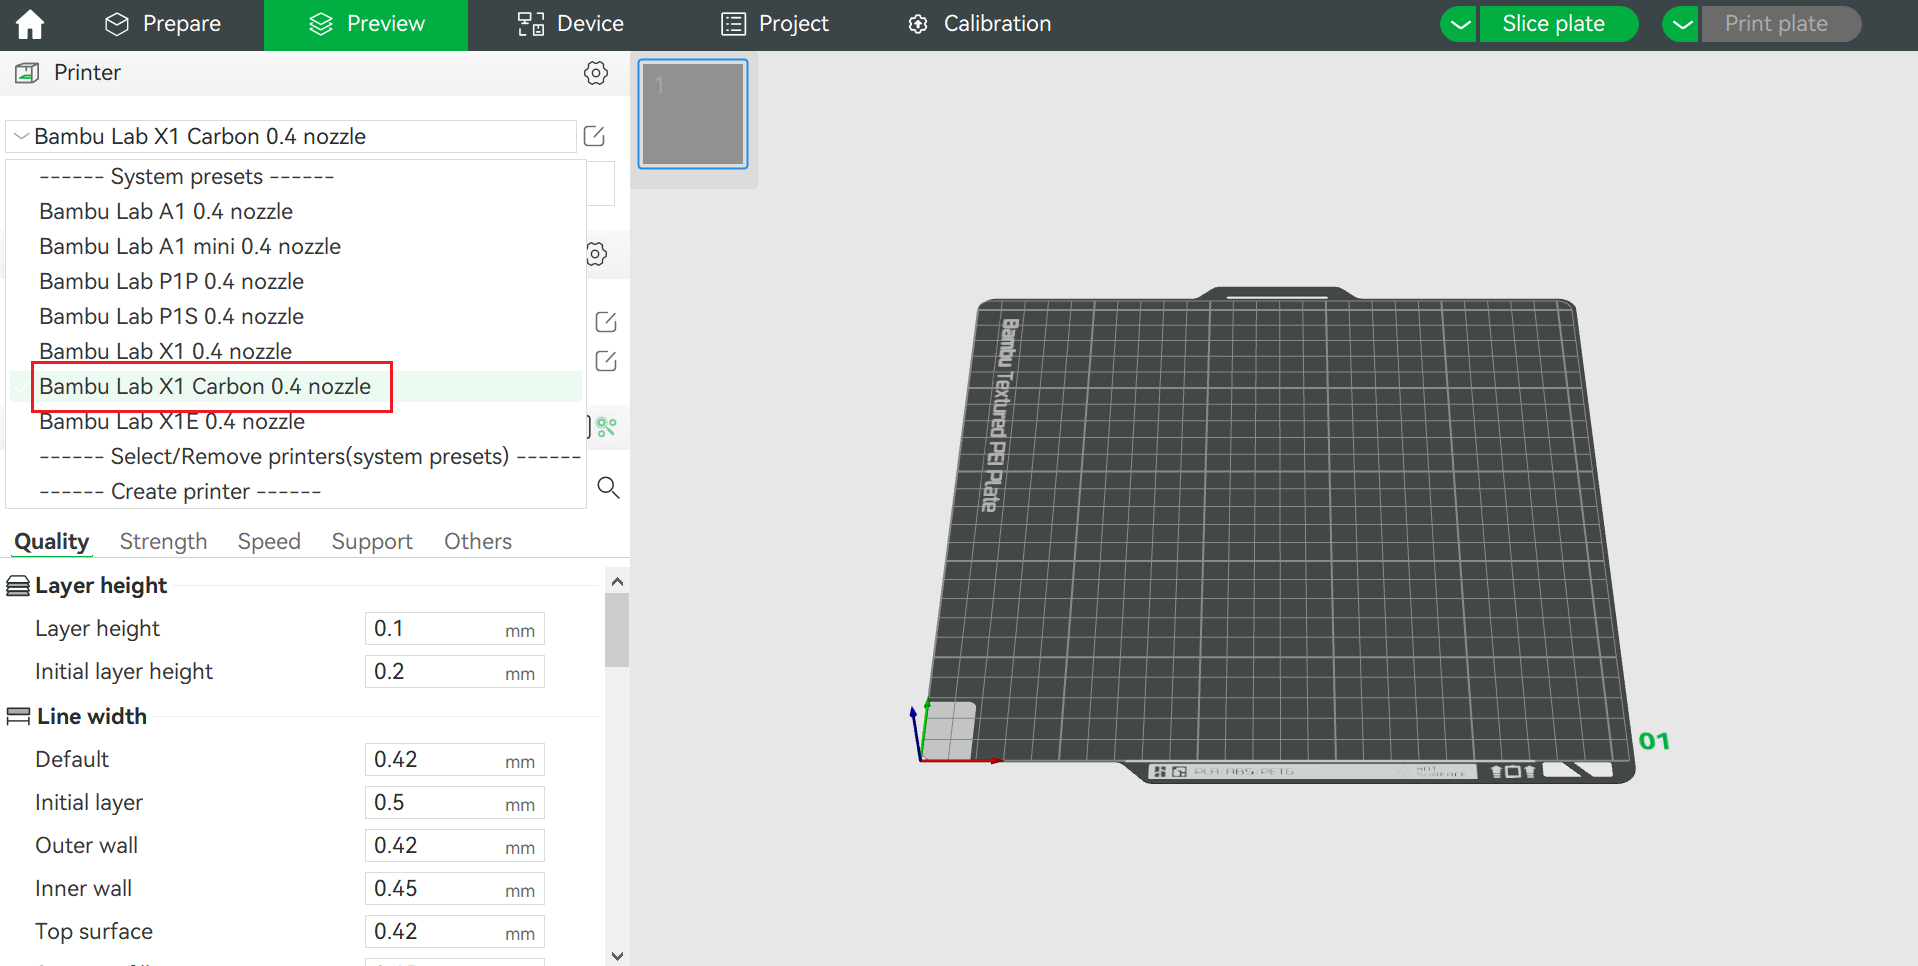 Prepare Preview Device Project Calibration Slice plate Print plate
Printer
1
Bambu Lab X1 Carbon 0.4 nozzle
------ System presets ------
Bambu Lab A1 0.4 nozzle
Bambu Lab A1 mini 0.4 nozzle
Bambu Lab P1P 0.4 nozzle
Bambu Lab P1S 0.4 nozzle
Bambu Lab X1 0.4 nozzle
Bambu Lab X1 Carbon 0.4 nozzle
Bambu Lab X1E 0.4 nozzle
------ Select/Remove printers(system presets) ------
------ Create printer ------
Quality Strength Speed Support Others
Layer height
Layer height 0.1 mm
Initial layer height 0.2 mm
Line width
Default 0.42 mm
Initial layer 0.5 mm
Outer wall 0.42 mm
Inner wall 0.45 mm
Top surface 0.42 mm
Bambu Textured PEI Plate
01
PLA/ABS/PETG
HOT
SURFACE